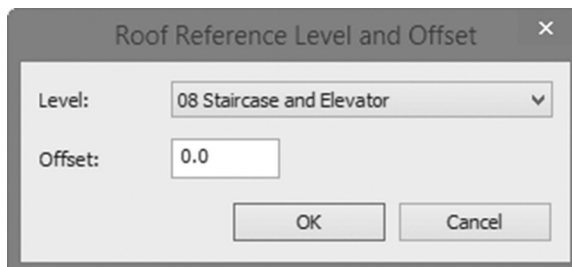 Roof Reference Level and Offset
Level: 08 Staircase and Elevator
Offset: 0.0
OK Cancel